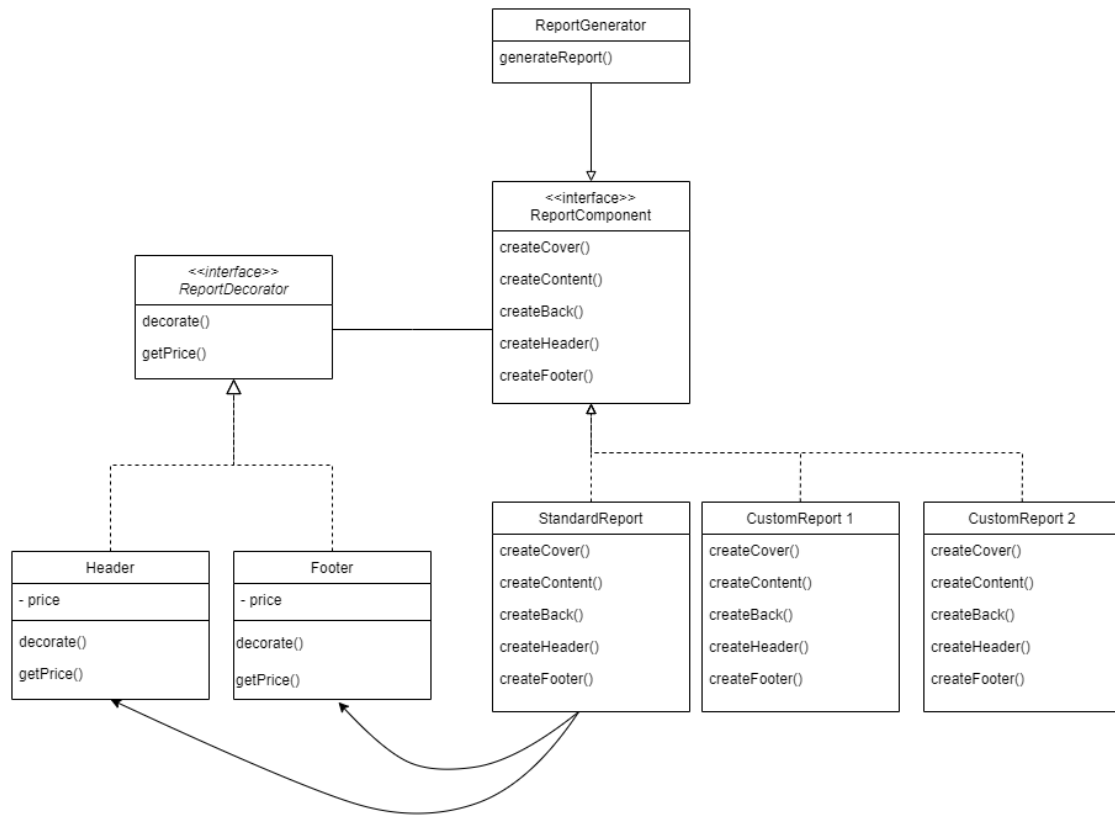 ReportGenerator
generateReport()
<<interface>>
ReportComponent
createCover()
createContent()
createBack()
createHeader()
createFooter()
<<interface>>
ReportDecorator
decorate()
getPrice()
Header
- price
decorate()
getPrice()
Footer
- price
decorate()
getPrice()
StandardReport
createCover()
createContent()
createBack()
createHeader()
createFooter()
CustomReport 1
createCover()
createContent()
createBack()
createHeader()
createFooter()
CustomReport 2
createCover()
createContent()
createBack()
createHeader()
createFooter()